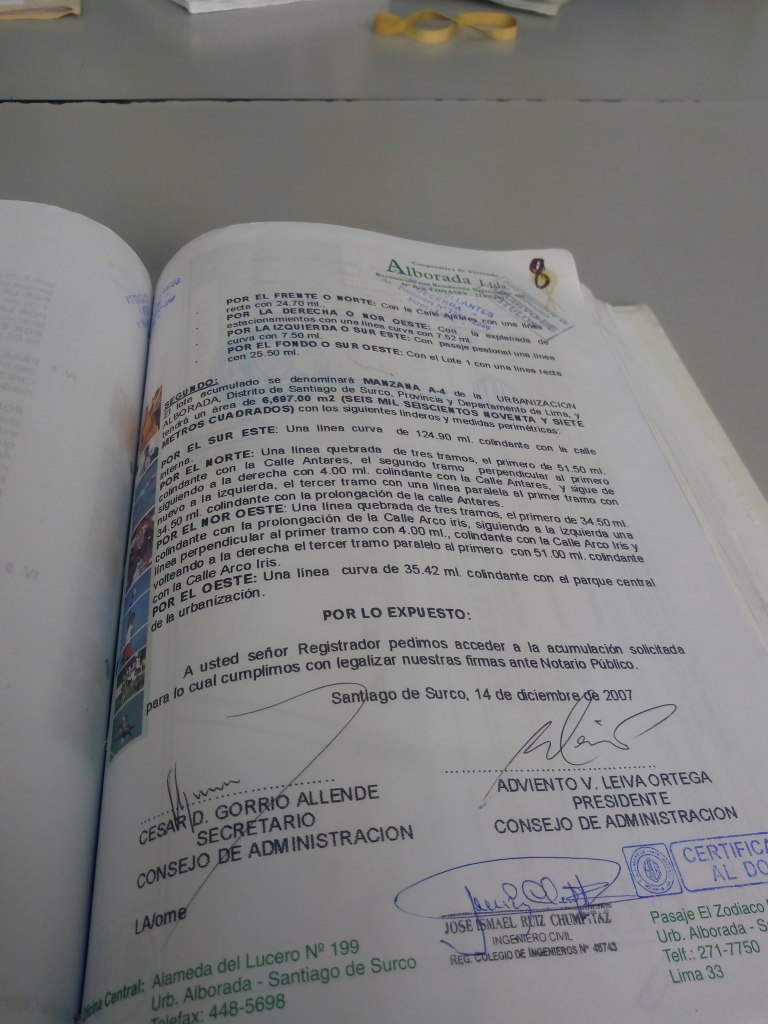 Cooperativa de Vivienda
Alborada Ltda.
8
POR EL FRENTE O NORTE: Con la Calle Antares con una línea
recta con 24.70 ml.
POR LA DERECHA O NOR OESTE: Con la explanada de
estacionamientos con una línea curva con 7.52 ml.
POR LA IZQUIERDA O SUR ESTE: Con pasaje peatonal una línea
curva con 7.50 ml.
POR EL FONDO O SUR OESTE: Con el Lote 1 con una línea recta
con 25.50 ml.
SEGUNDO:
El lote acumulado se denominará MANZANA A-4 de la URBANIZACION
ALBORADA, Distrito de Santiago de Surco, Provincia y Departamento de Lima, y
tendrá un área de 6,697.00 m2 (SEIS MIL SEISCIENTOS NOVENTA Y SIETE
METROS CUADRADOS) con los siguientes linderos y medidas perimétricas:
POR EL SUR ESTE: Una línea curva de 124.90 ml. colindante con la calle
interna.
POR EL NORTE: Una línea quebrada de tres tramos, el primero de 51.50 ml.
colindante con la Calle Antares, el segundo tramo perpendicular al primero
siguiendo a la derecha con 4.00 ml. colindante con la Calle Antares, y sigue de
nuevo a la izquierda, el tercer tramo con una línea paralela al primer tramo con
34.50 ml. colindante con la prolongación de la calle Antares.
POR EL NOR OESTE: Una línea quebrada de tres tramos, el primero de 34.50 ml.
colindante con la prolongación de la Calle Arco iris, siguiendo a la izquierda una
línea perpendicular al primer tramo con 4.00 ml., colindante con la Calle Arco Iris y
volteando a la derecha el tercer tramo paralelo al primero con 51.00 ml. colindante
con la Calle Arco Iris.
POR EL OESTE: Una línea curva de 35.42 ml. colindante con el parque central
de la urbanización.
POR LO EXPUESTO:
A usted señor Registrador pedimos acceder a la acumulación solicitada
para lo cual cumplimos con legalizar nuestras firmas ante Notario Público.
Santiago de Surco, 14 de diciembre de 2007
CESAR D. GORRIO ALLENDE
SECRETARIO
CONSEJO DE ADMINISTRACION
ADVIENTO V. LEIVA ORTEGA
PRESIDENTE
CONSEJO DE ADMINISTRACION
CERTIFICA
AL DO
LA/ome
JOSE ISMAEL RUIZ CHUMPITAZ
INGENIERO CIVIL
REG. COLEGIO DE INGENIEROS Nº 45743
Oficina Central: Alameda del Lucero Nº 199
Urb. Alborada - Santiago de Surco
Telefax: 448-5698
Pasaje El Zodiaco
Urb. Alborada - S
Telf.: 271-7750
Lima 33